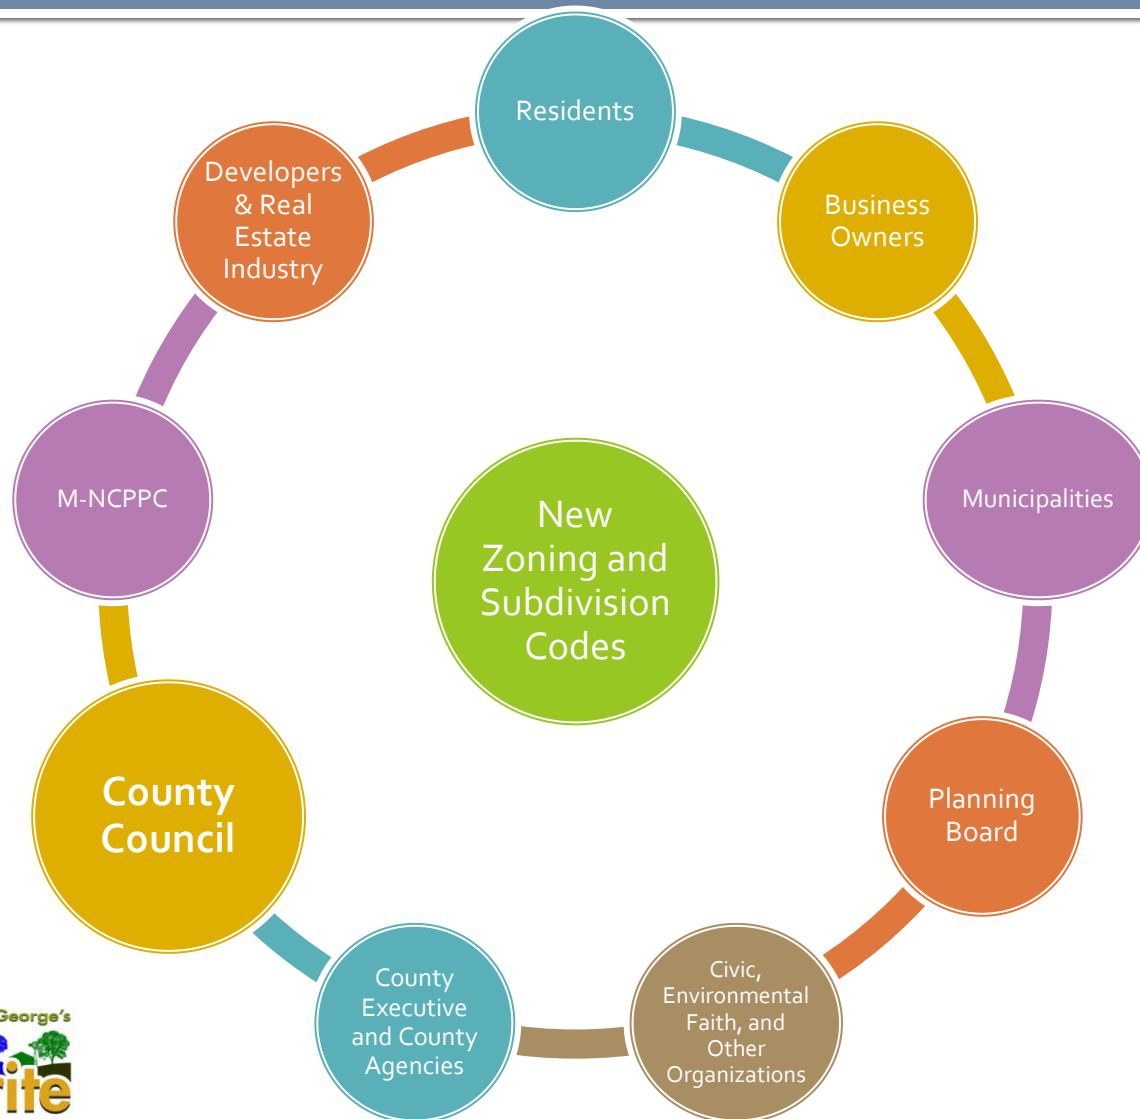 Residents
Developers
& Real
Estate
Industry
Business
Owners
M-NCPPC
New
Zoning and
Subdivision
Codes
Municipalities
County
Council
Planning
Board
County
Executive
and County
Agencies
Civic,
Environmental
Faith, and
Other
Organizations
George's